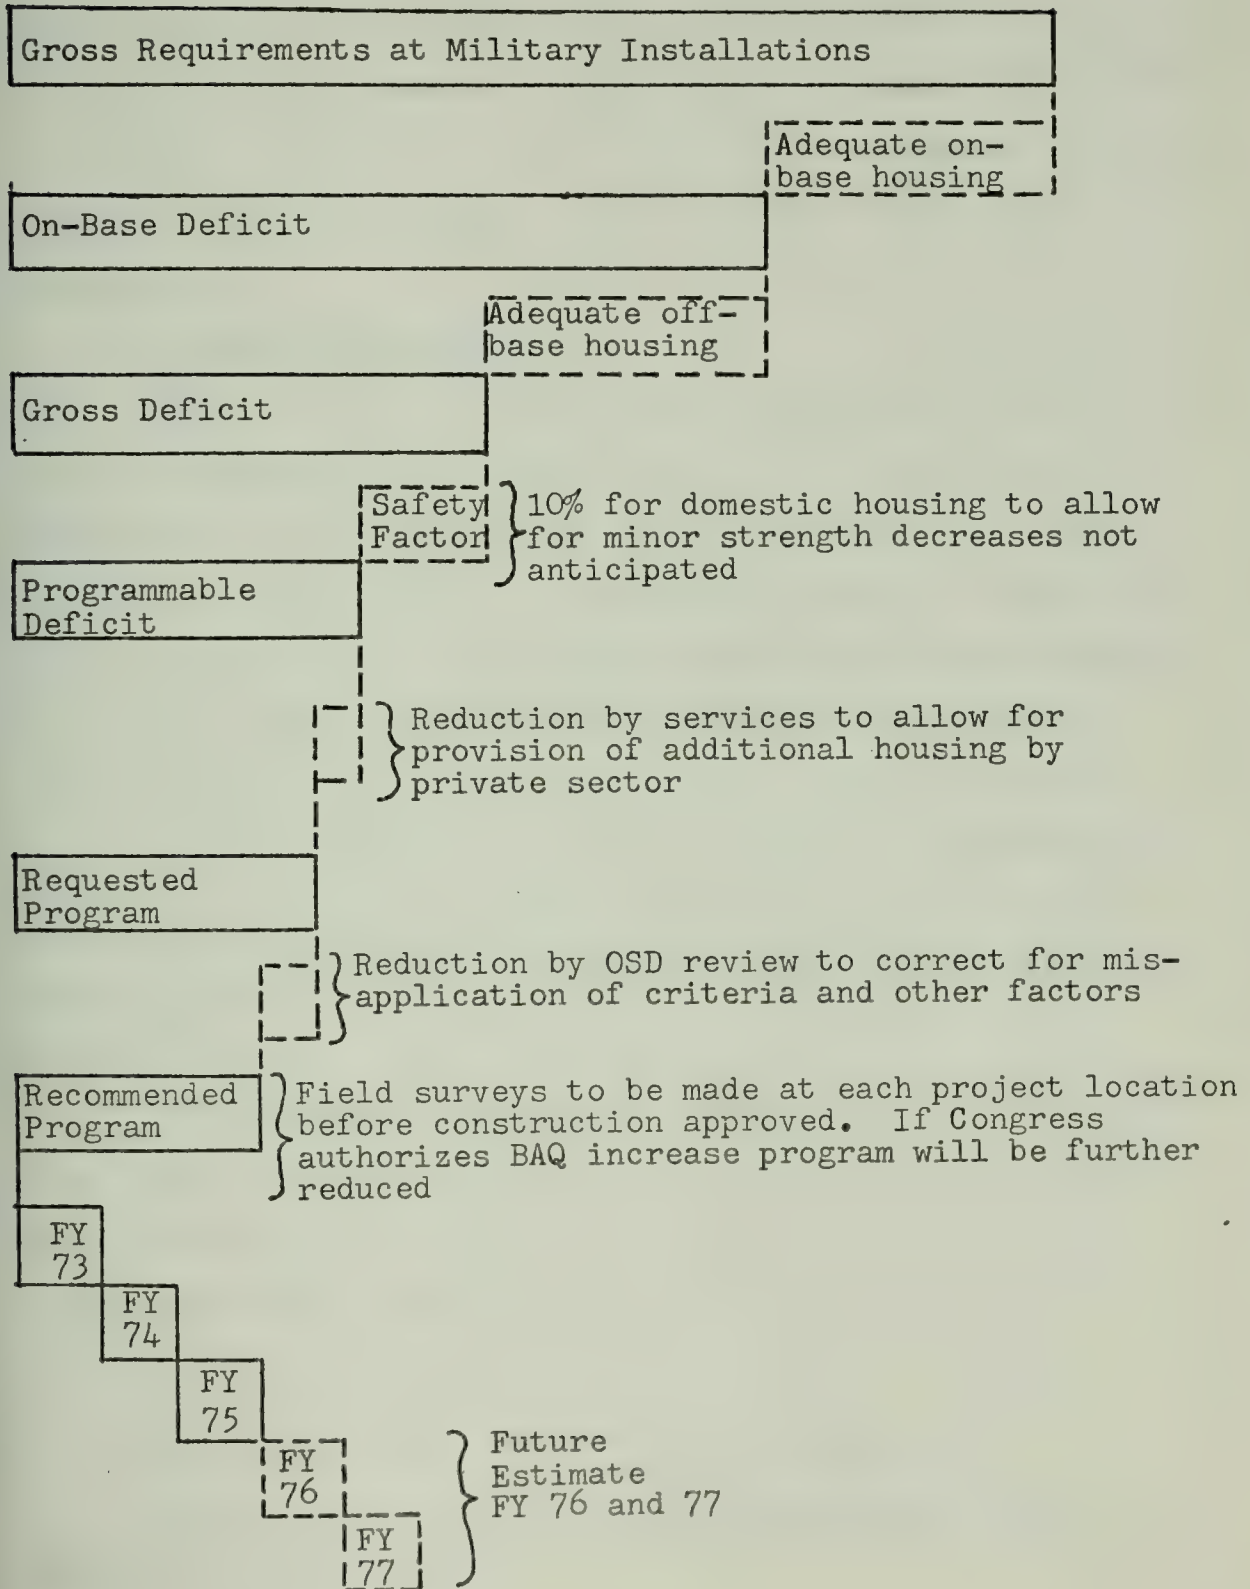 Gross Requirements at Military Installations
Adequate on-
base housing
On-Base Deficit
Adequate off-
base housing
Gross Deficit
Safety
Factor
10% for domestic housing to allow
for minor strength decreases not
anticipated
Programmable
Deficit
Reduction by services to allow for
provision of additional housing by
private sector
Requested
Program
Reduction by OSD review to correct for mis-
application of criteria and other factors
Recommended
Program
Field surveys to be made at each project location
before construction approved. If Congress
authorizes BAQ increase program will be further
reduced
FY
73
FY
74
FY
75
FY
76
Future
Estimate
FY 76 and 77
FY
77